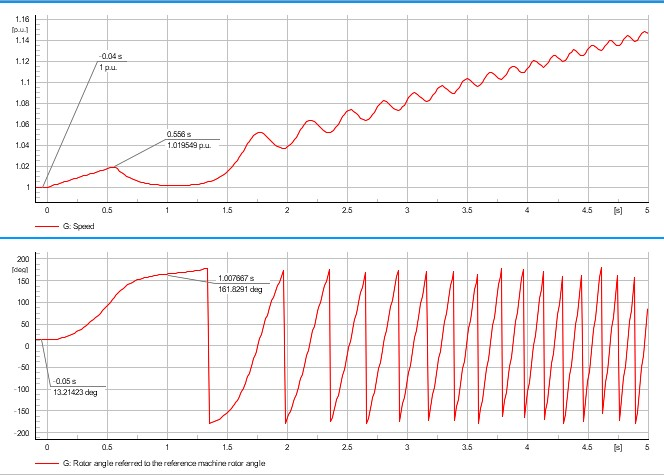 1.16
[p.u.]
1.14
1.12
1.1
1.08
1.06
1.04
1.02
1
-0.04 s
1 p.u.
0.556 s
1.019549 p.u.
0 0.5 1 1.5 2 2.5 3 3.5 4 4.5 [s] 5
G: Speed
200
[deg]
150
100
50
0
-50
-100
-150
-200
1.007667 s
161.8291 deg
-0.05 s
13.21423 deg
0 0.5 1 1.5 2 2.5 3 3.5 4 4.5 [s] 5
G: Rotor angle referred to the reference machine rotor angle